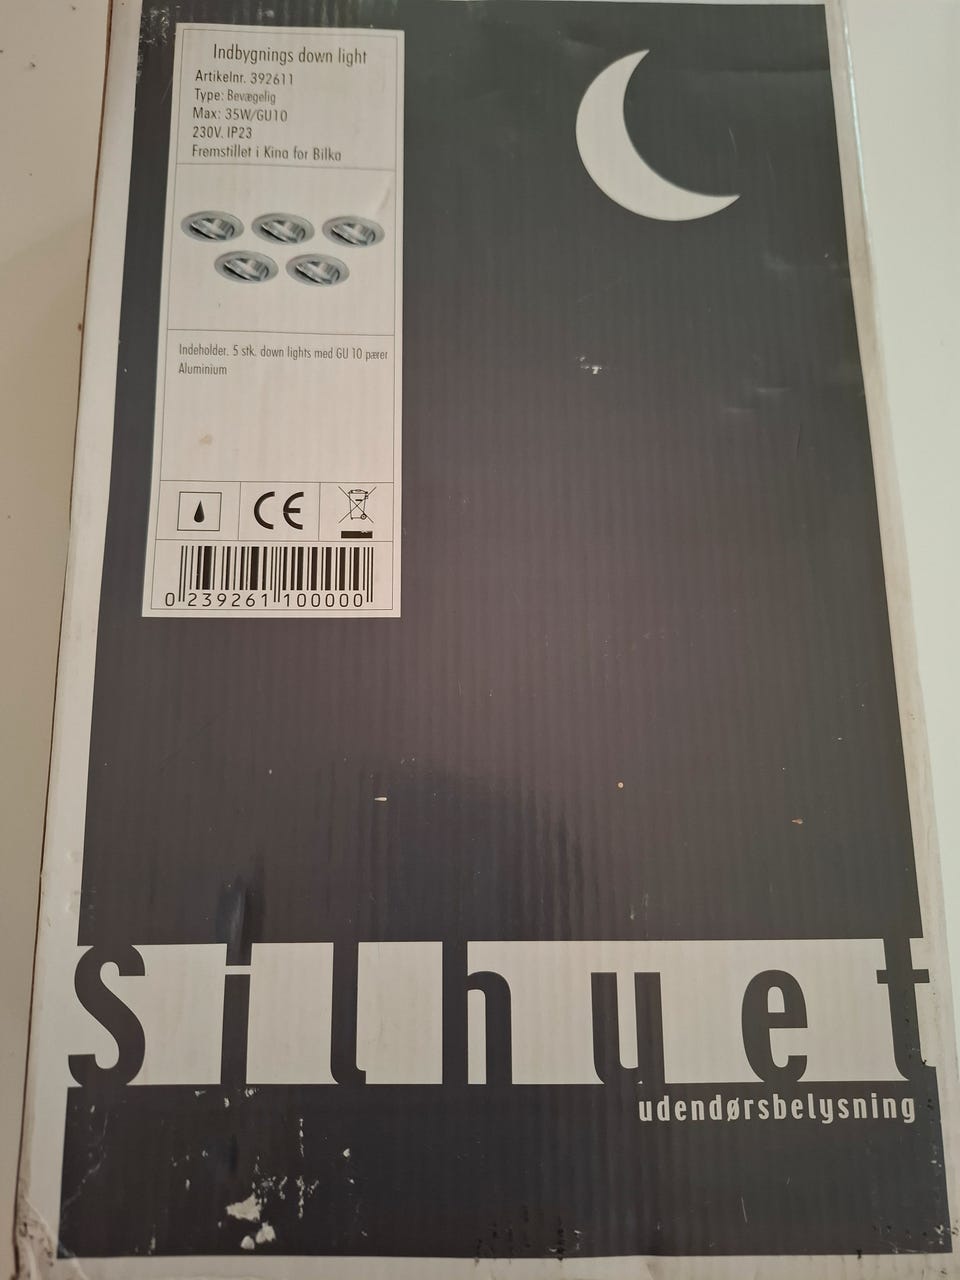 Indbygnings down light
Artikelnr. 392611
Type: Bevægelig
Max: 35W/GU10
230V. IP23
Fremstillet i Kina for Bilka
Indeholder. 5 stk. down lights med GU 10 pærer
Aluminium
CE
0 239261 100000
Silhuet
udendørsbelysning